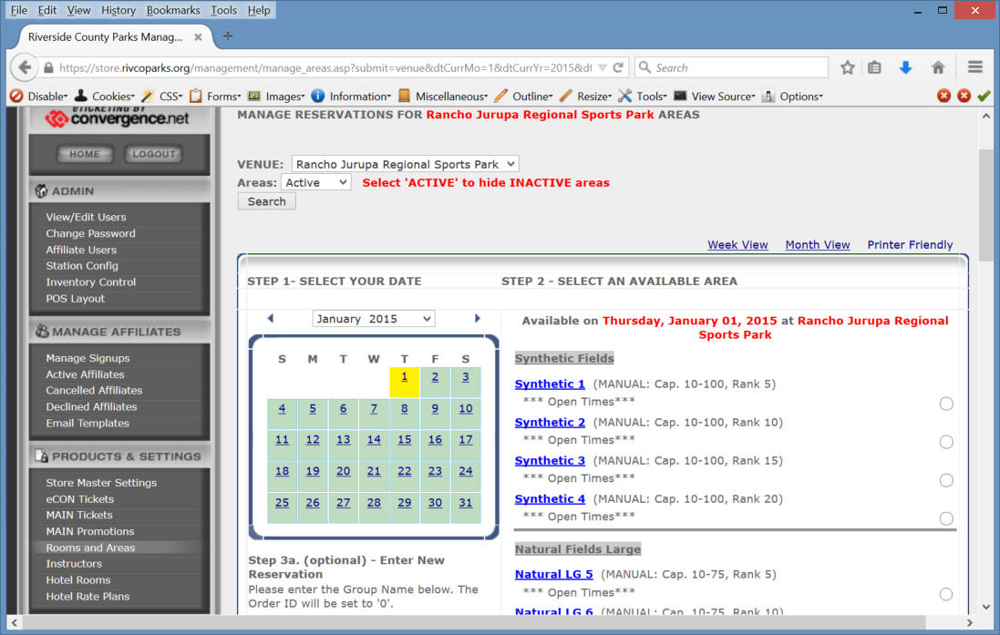 File Edit View History Bookmarks Tools Help
Riverside County Parks Manag...
https://store.rivcoparks.org/management/manage_areas.asp?submit=venue&dtCurrMo=1&dtCurrYr=2015&dt
Search
Disable Cookies CSS Forms Images Information Miscellaneous Outline Resize Tools View Source Options
ETICKETING BY
convergence.net
HOME LOGOUT
ADMIN
View/Edit Users
Change Password
Affiliate Users
Station Config
Inventory Control
POS Layout
MANAGE AFFILIATES
Manage Signups
Active Affiliates
Cancelled Affiliates
Declined Affiliates
Email Templates
PRODUCTS & SETTINGS
Store Master Settings
eCON Tickets
MAIN Tickets
MAIN Promotions
Rooms and Areas
Instructors
Hotel Rooms
Hotel Rate Plans
MANAGE RESERVATIONS FOR Rancho Jurupa Regional Sports Park AREAS
VENUE: Rancho Jurupa Regional Sports Park
Areas: Active Select 'ACTIVE' to hide INACTIVE areas
Search
Week View Month View Printer Friendly
STEP 1- SELECT YOUR DATE
January 2015
S M T W T F S
1 2 3
4 5 6 7 8 9 10
11 12 13 14 15 16 17
18 19 20 21 22 23 24
25 26 27 28 29 30 31
Step 3a. (optional) - Enter New
Reservation
Please enter the Group Name below. The
Order ID will be set to '0'.
STEP 2 - SELECT AN AVAILABLE AREA
Available on Thursday, January 01, 2015 at Rancho Jurupa Regional
Sports Park
Synthetic Fields
Synthetic 1 (MANUAL: Cap. 10-100, Rank 5)
*** Open Times***
Synthetic 2 (MANUAL: Cap. 10-100, Rank 10)
*** Open Times***
Synthetic 3 (MANUAL: Cap. 10-100, Rank 15)
*** Open Times***
Synthetic 4 (MANUAL: Cap. 10-100, Rank 20)
*** Open Times***
Natural Fields Large
Natural LG 5 (MANUAL: Cap. 10-75, Rank 5)
*** Open Times***
Natural LG 6 (MANUAL: Cap. 10-75, Rank 10)